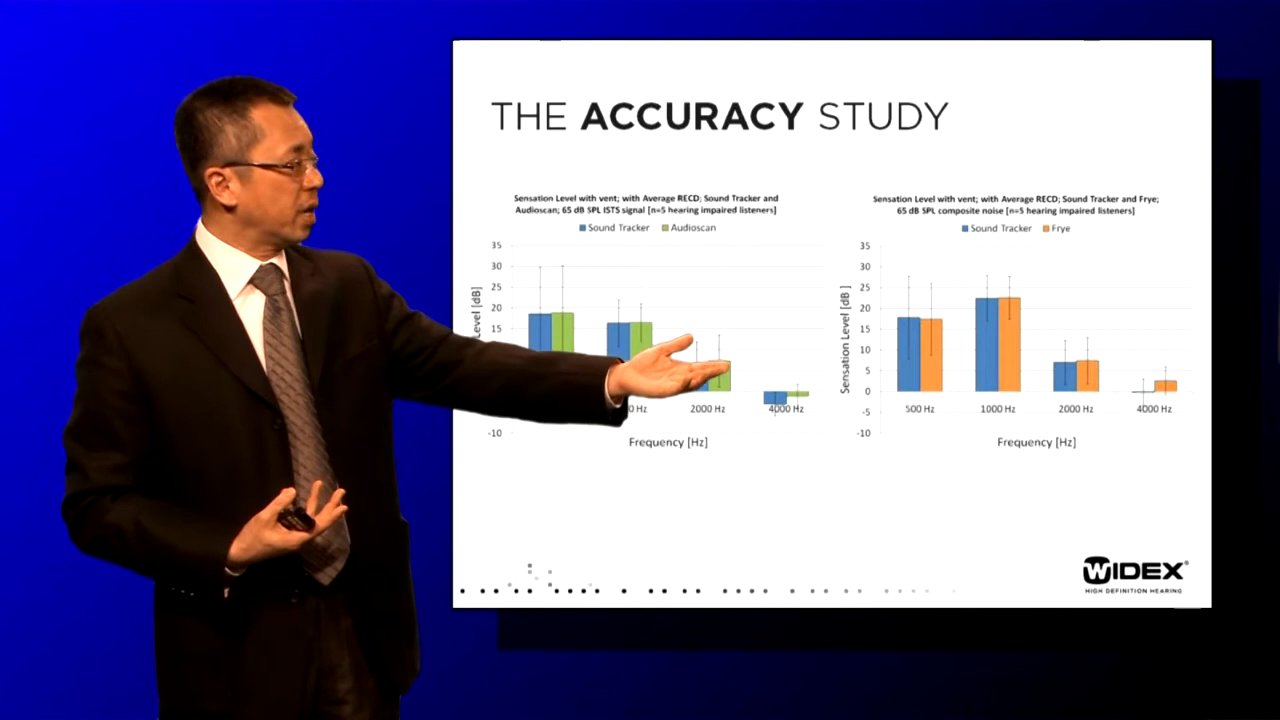 THE ACCURACY STUDY
Sensation Level with vent; with Average RECD; Sound Tracker and
Audioscan; 65 dB SPL ISTS signal [n=5 hearing impaired listeners]
Sound Tracker Audioscan
35
30
25
20
15
-10
Level [dB]
0 Hz 2000 Hz 4000 Hz
Frequency [Hz]
Sensation Level with vent; with Average RECD; Sound Tracker and Frye;
65 dB SPL composite noise [n=5 hearing impaired listeners]
Sound Tracker Frye
35
30
25
20
15
10
5
0
-5
-10
Sensation Level [dB ]
500 Hz 1000 Hz 2000 Hz 4000 Hz
Frequency [Hz]
WIDEX®
HIGH DEFINITION HEARING